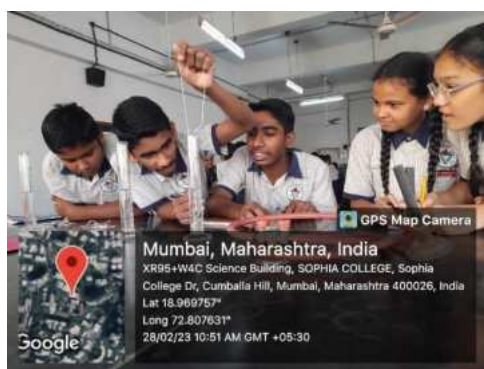 GPS Map Camera
Mumbai, Maharashtra, India
XR95+W4C Science Building, SOPHIA COLLEGE, Sophia
College Dr, Cumballa Hill, Mumbai, Maharashtra 400026, India
Lat 18.969757°
Long 72.807631°
28/02/23 10:51 AM GMT +05:30
Google